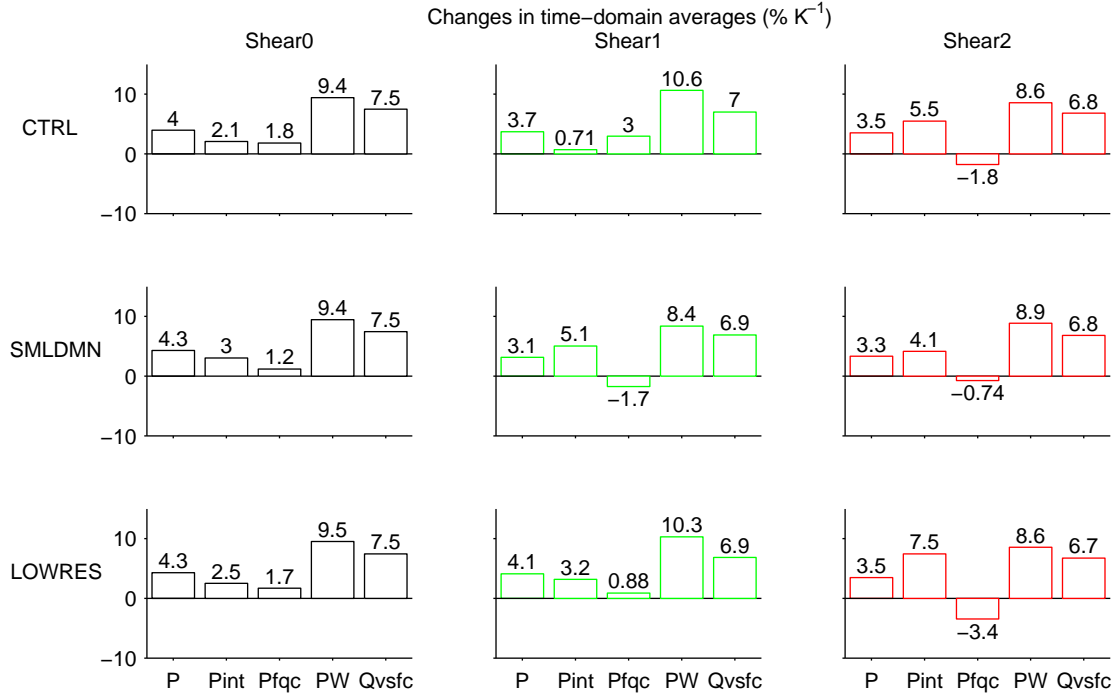 Changes in time−domain averages (% K−1)
Shear0 Shear1 Shear2
CTRL
10
0
−10
4 2.1 1.8 9.4 7.5
3.7 0.71 3 10.6 7
3.5 5.5 −1.8 8.6 6.8
SMLDMN
10
0
−10
4.3 3 1.2 9.4 7.5
3.1 5.1 −1.7 8.4 6.9
3.3 4.1 −0.74 8.9 6.8
LOWRES
10
0
−10
4.3 2.5 1.7 9.5 7.5
4.1 3.2 0.88 10.3 6.9
3.5 7.5 −3.4 8.6 6.7
P Pint Pfqc PW Qvsfc P Pint Pfqc PW Qvsfc P Pint Pfqc PW Qvsfc